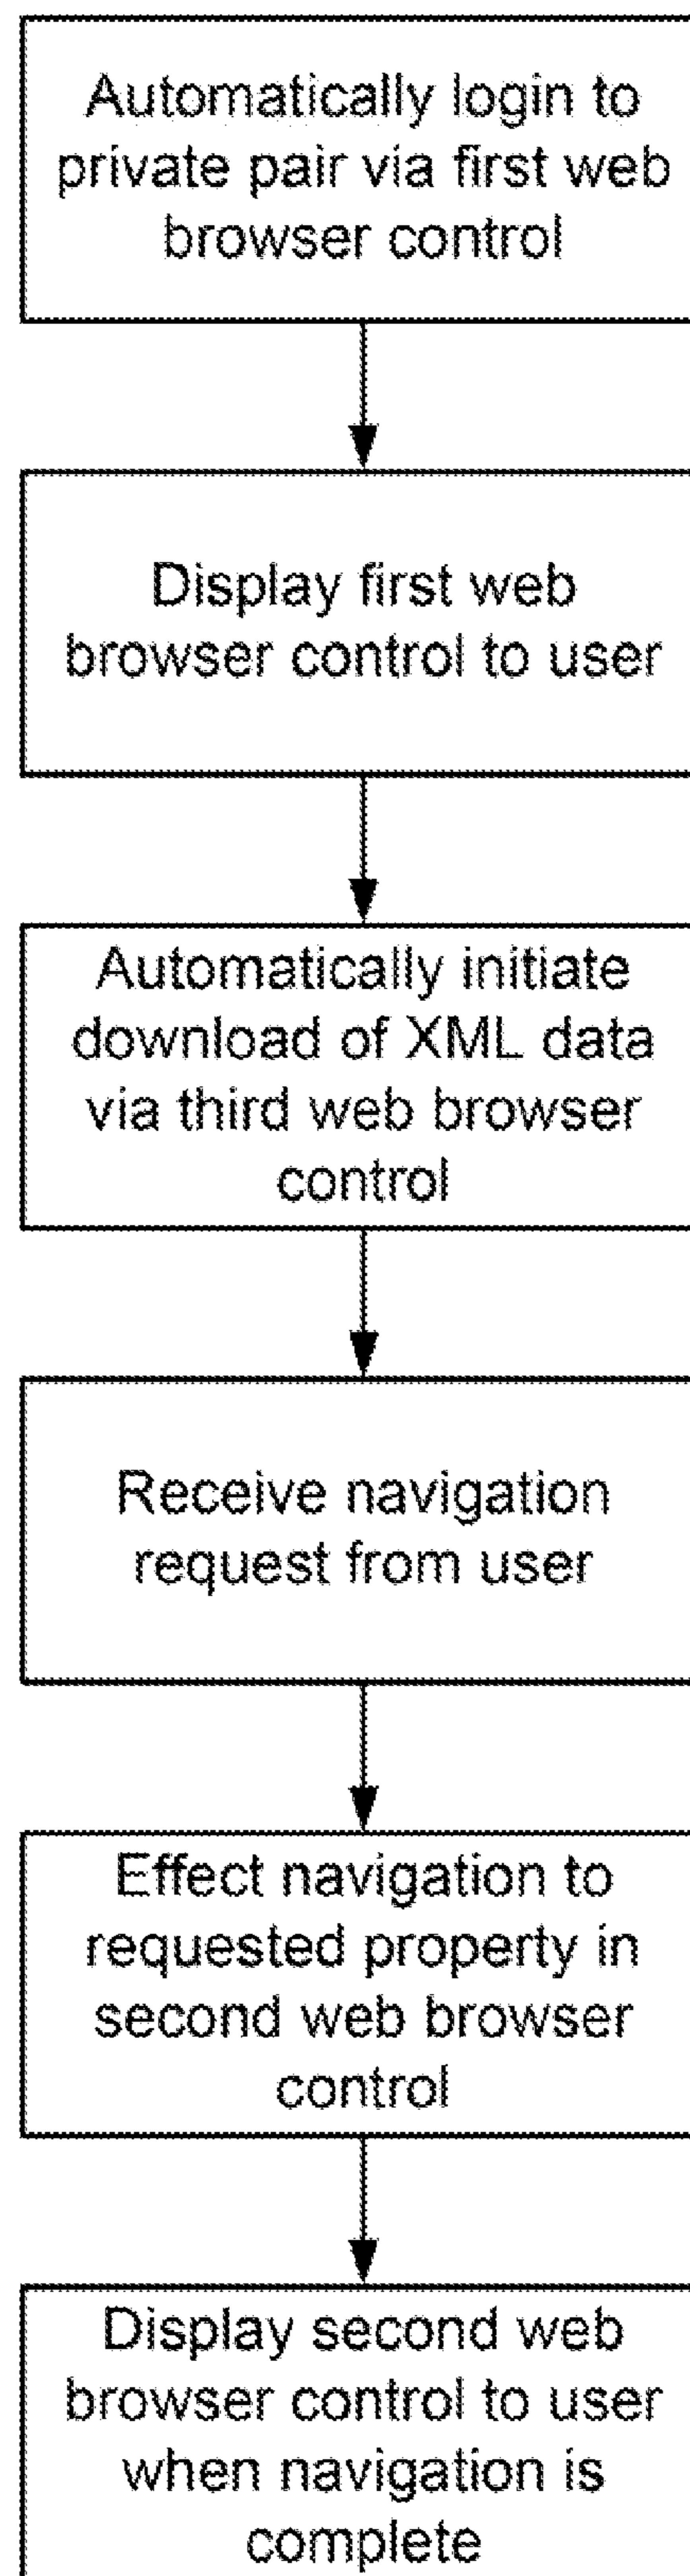 Automatically login to
private pair via first web
browser control
Display first web
browser control to user
Automatically initiate
download of XML data
via third web browser
control
Receive navigation
request from user
Effect navigation to
requested property in
second web browser
control
Display second web
browser control to user
when navigation is
complete